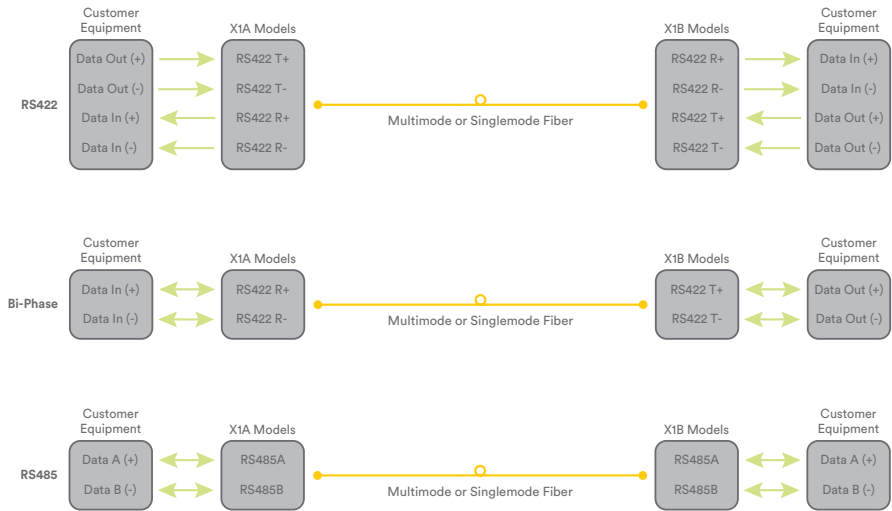 Customer
Equipment
X1A Models
X1B Models
Customer
Equipment
RS422
Data Out (+)
RS422 T+
RS422 R+
Data In (+)
Data Out (-)
RS422 T-
RS422 R-
Data In (-)
Data In (+)
RS422 R+
Multimode or Singlemode Fiber
RS422 T+
Data Out (+)
Data In (-)
RS422 R-
RS422 T-
Data Out (-)
Customer
Equipment
X1A Models
X1B Models
Customer
Equipment
Bi-Phase
Data In (+)
RS422 R+
RS422 T+
Data Out (+)
Data In (-)
RS422 R-
Multimode or Singlemode Fiber
RS422 T-
Data Out (-)
Customer
Equipment
X1A Models
X1B Models
Customer
Equipment
RS485
Data A (+)
RS485A
RS485A
Data A (+)
Data B (-)
RS485B
Multimode or Singlemode Fiber
RS485B
Data B (-)